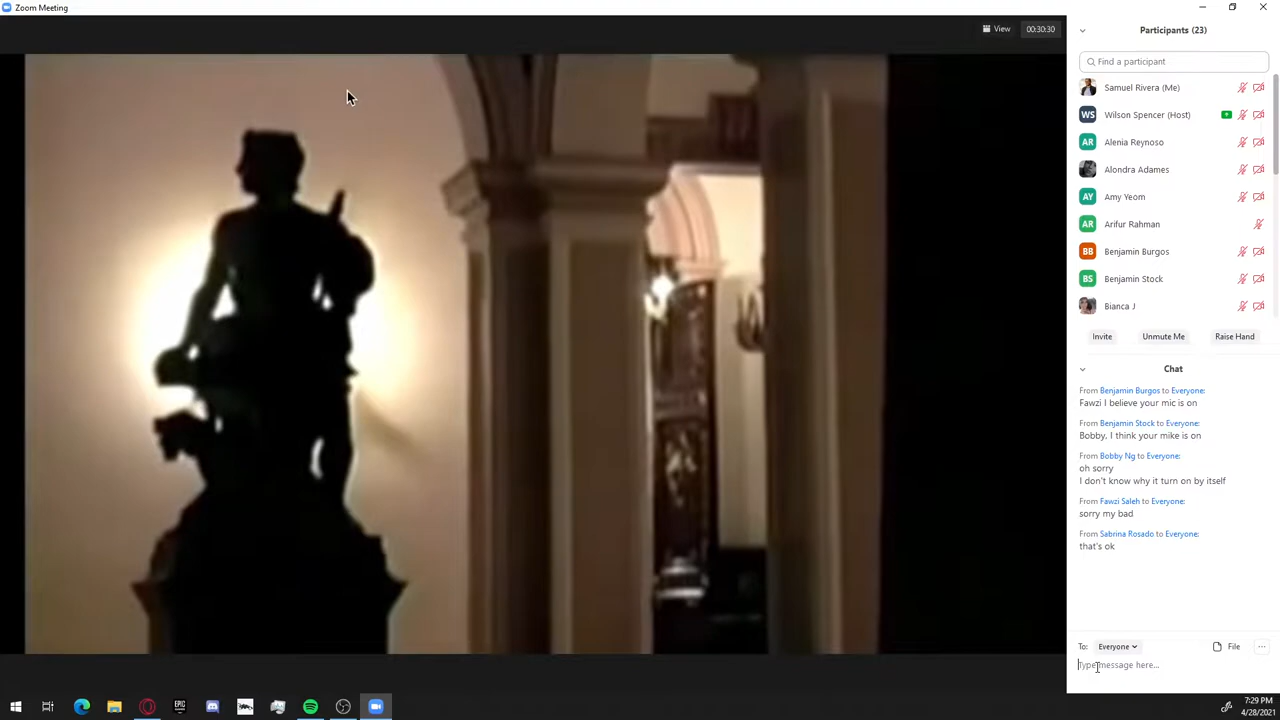 Zoom Meeting
View
00:30:30
Participants (23)
Find a participant
Samuel Rivera (Me)
WS Wilson Spencer (Host)
AR Alenia Reynoso
Alondra Adames
AY Amy Yeom
AR Arifur Rahman
BB Benjamin Burgos
BS Benjamin Stock
Bianca J
Invite Unmute Me Raise Hand
Chat
From Benjamin Burgos to Everyone:
Fawzi I believe your mic is on
From Benjamin Stock to Everyone:
Bobby, I think your mike is on
From Bobby Ng to Everyone:
oh sorry
I don't know why it turn on by itself
From Fawzi Saleh to Everyone:
sorry my bad
From Sabrina Rosado to Everyone:
that's ok
To: Everyone File
Type message here...
EPIC
7:29 PM
4/28/2021